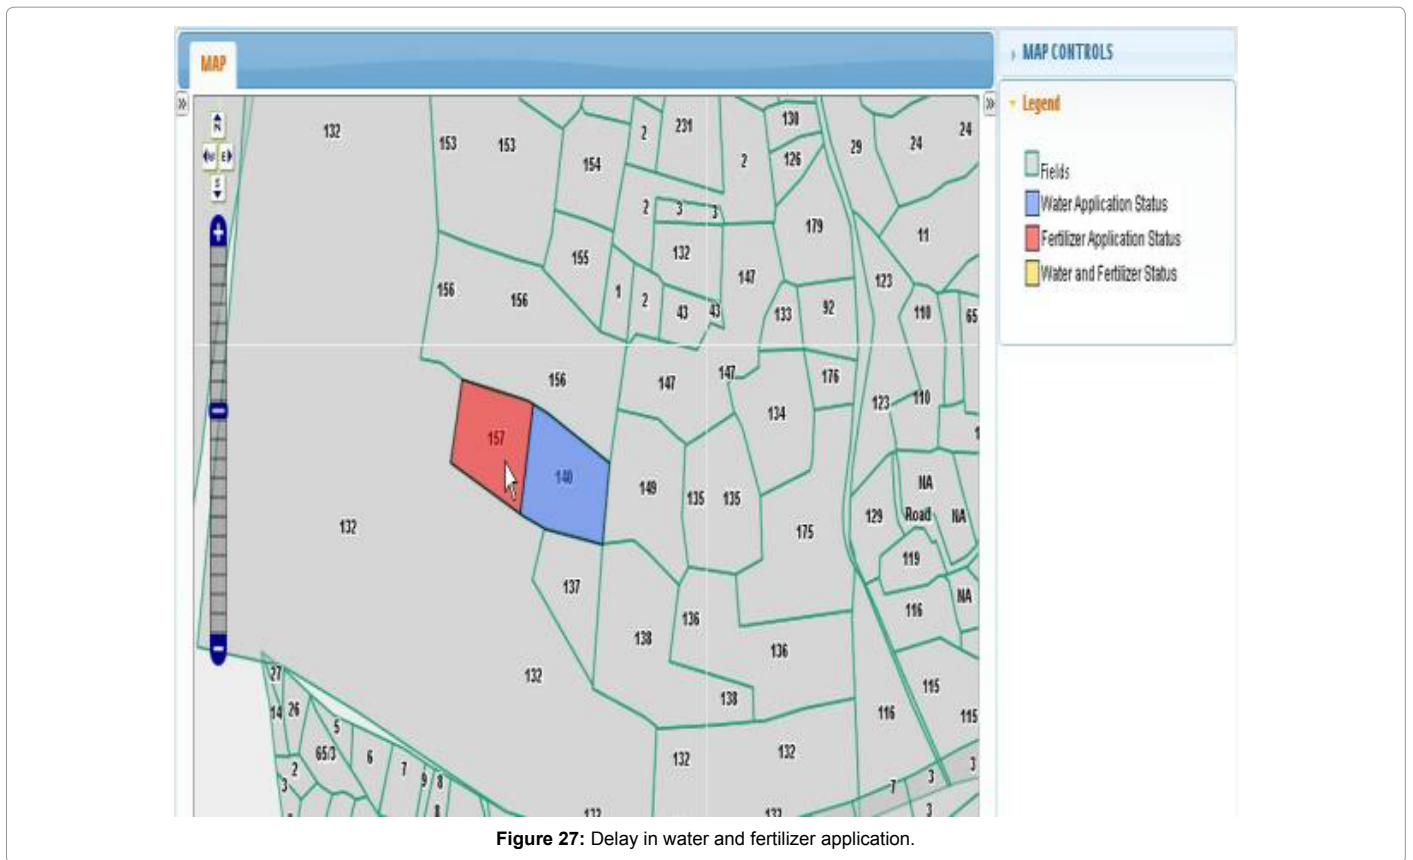 MAP
MAP CONTROLS
Legend
Fields
Water Application Status
Fertilizer Application Status
Water and Fertilizer Status
N
E
S
132
153 153
154
2 231
2
130
126
29 24 24
2 3 3
179
11
155
132
147
123
156 156
1 2 43 43
133 92
110 65
156
147 147
176
134
123 110
157
140
149
135 135
NA
129 Road NA
132
175
119
137
136
116 NA
138
136
132
138
115
116 115
27
14 26
5
65/3 6 7 9 8
2
3
8
132 132
7 3 3
3
132 132
Figure 27: Delay in water and fertilizer application.